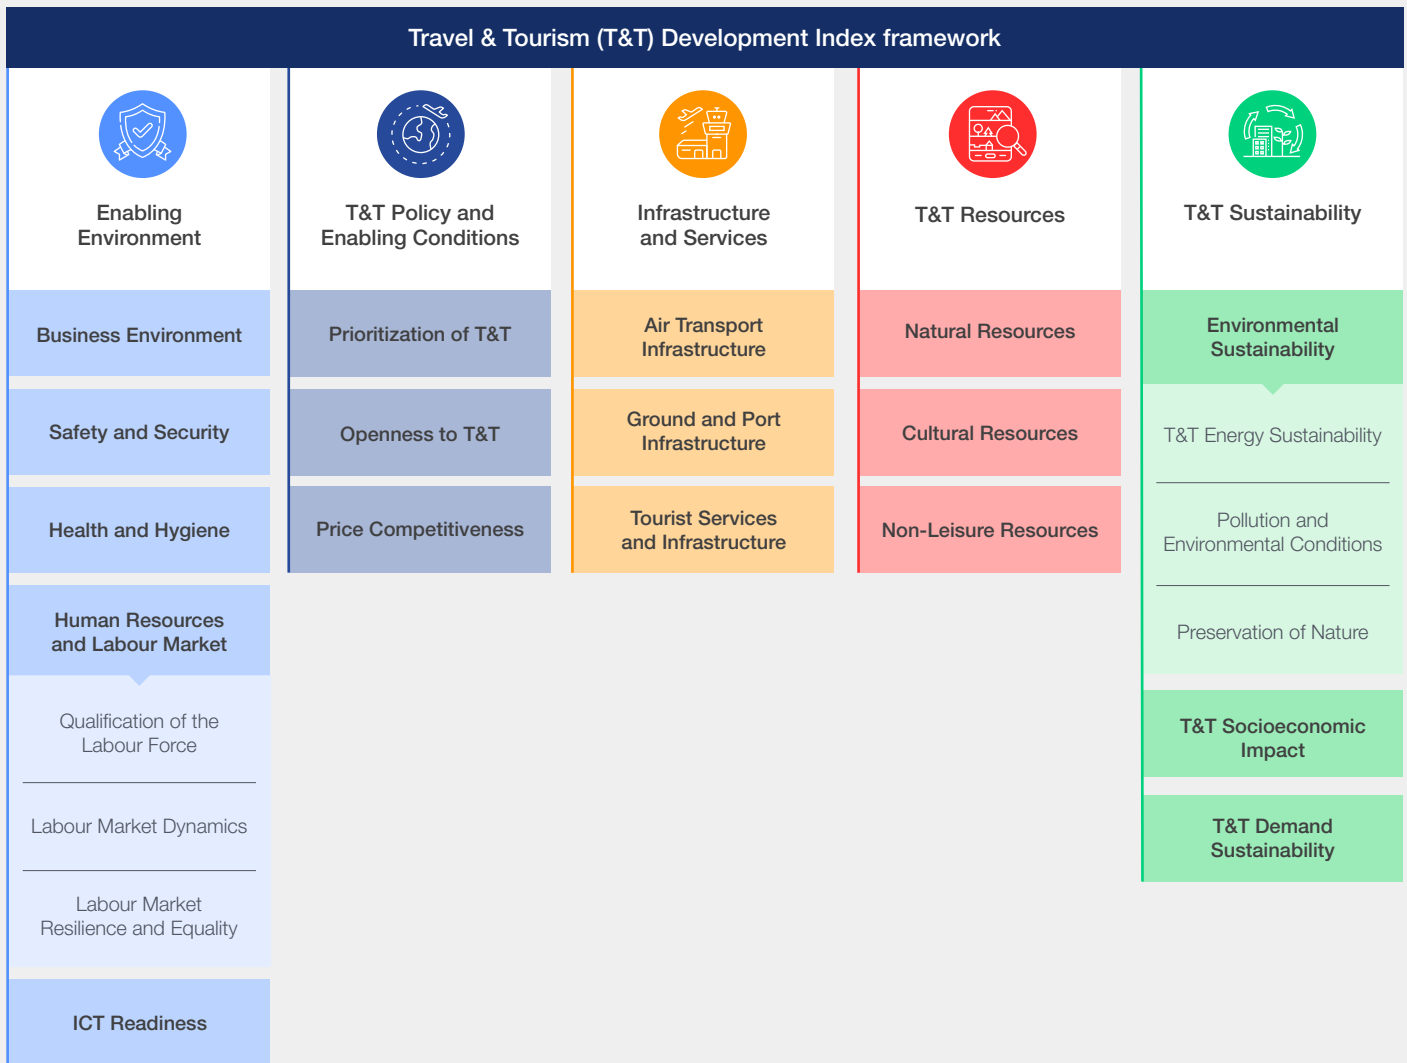 Travel & Tourism (T&T) Development Index framework
Enabling
Environment
Business Environment
Safety and Security
Health and Hygiene
Human Resources
and Labour Market
Qualification of the
Labour Force
Labour Market Dynamics
Labour Market
Resilience and Equality
ICT Readiness
T&T Policy and
Enabling Conditions
Prioritization of T&T
Openness to T&T
Price Competitiveness
Infrastructure
and Services
Air Transport
Infrastructure
Ground and Port
Infrastructure
Tourist Services
and Infrastructure
T&T Resources
Natural Resources
Cultural Resources
Non-Leisure Resources
T&T Sustainability
Environmental
Sustainability
T&T Energy Sustainability
Pollution and
Environmental Conditions
Preservation of Nature
T&T Socioeconomic
Impact
T&T Demand
Sustainability